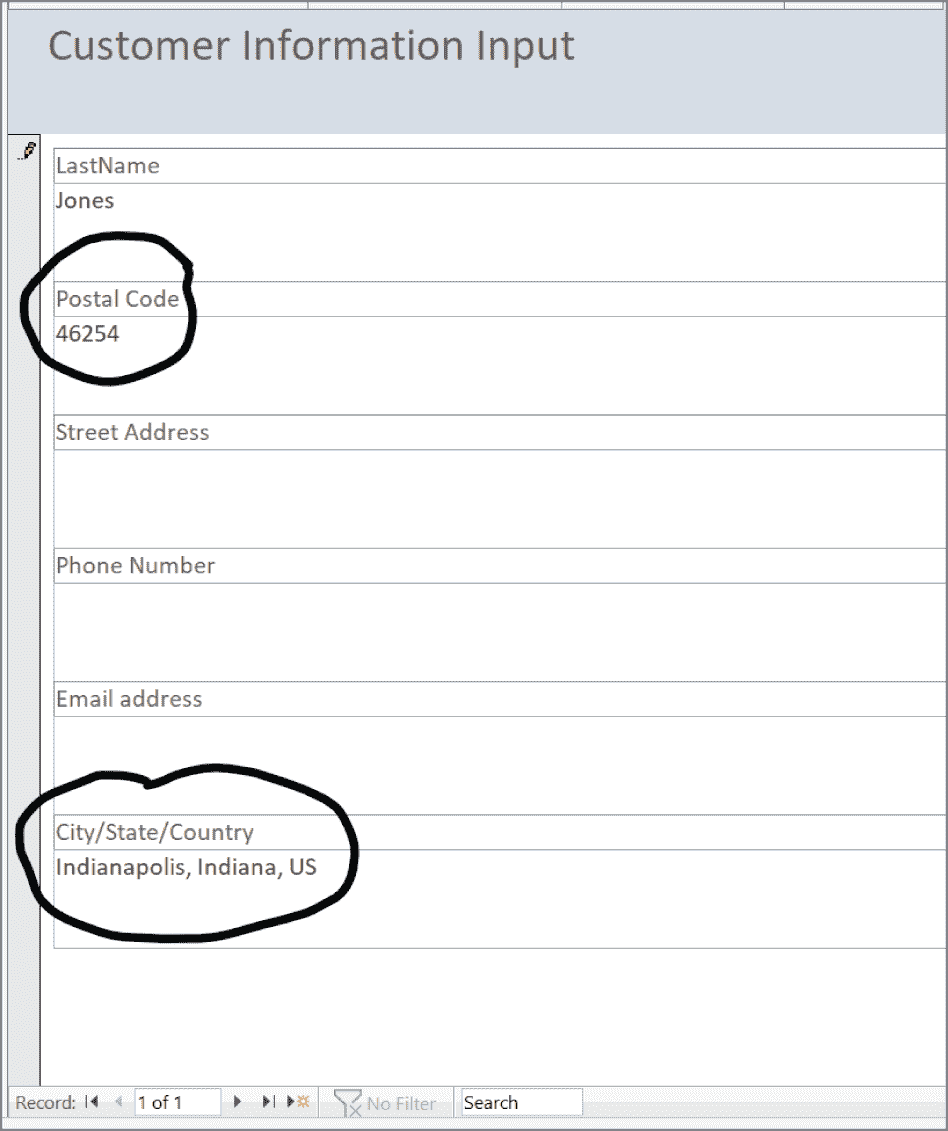 Customer Information Input
LastName
Jones
Postal Code
46254
Street Address
Phone Number
Email address
City/State/Country
Indianapolis, Indiana, US
Record: 1 of 1 No Filter Search